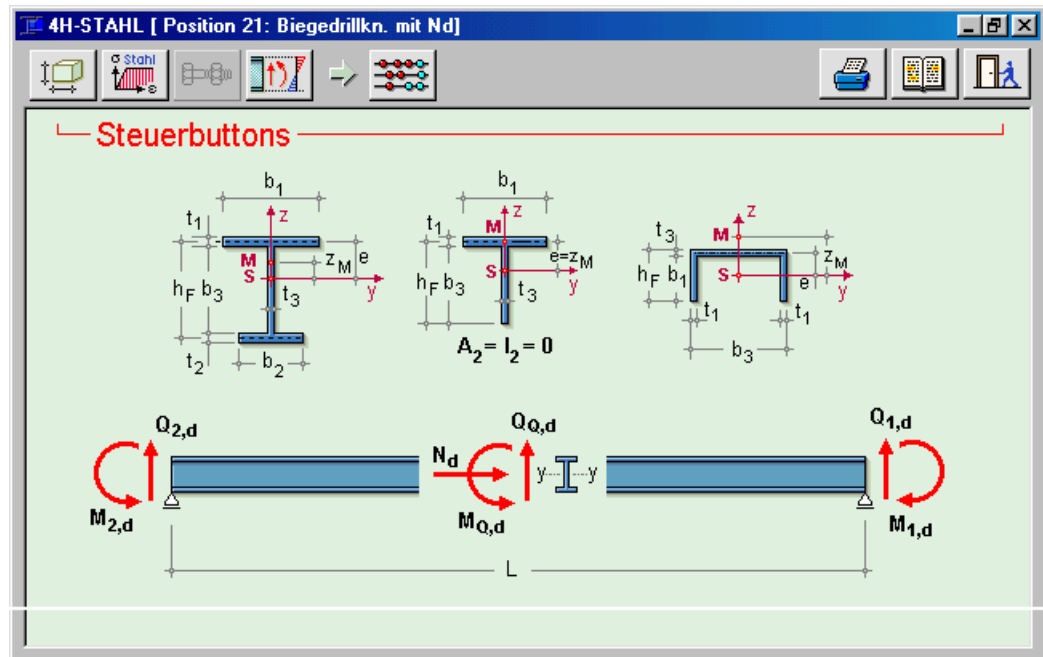 4H-STAHL [ Position 21: Biegedrillkn. mit Nd]
σ Stahl
ε
Steuerbuttons
b1 b1
t1 z t1 M z t3 M z
M zM e e=zM zM
S y S y S e y
hF b3 t3 hF b3 t3 hF b1 t1 t1
t2 b2 A2 = I2 = 0 b3
Q2,d QQ,d Q1,d
Nd y y
M2,d MQ,d M1,d
L